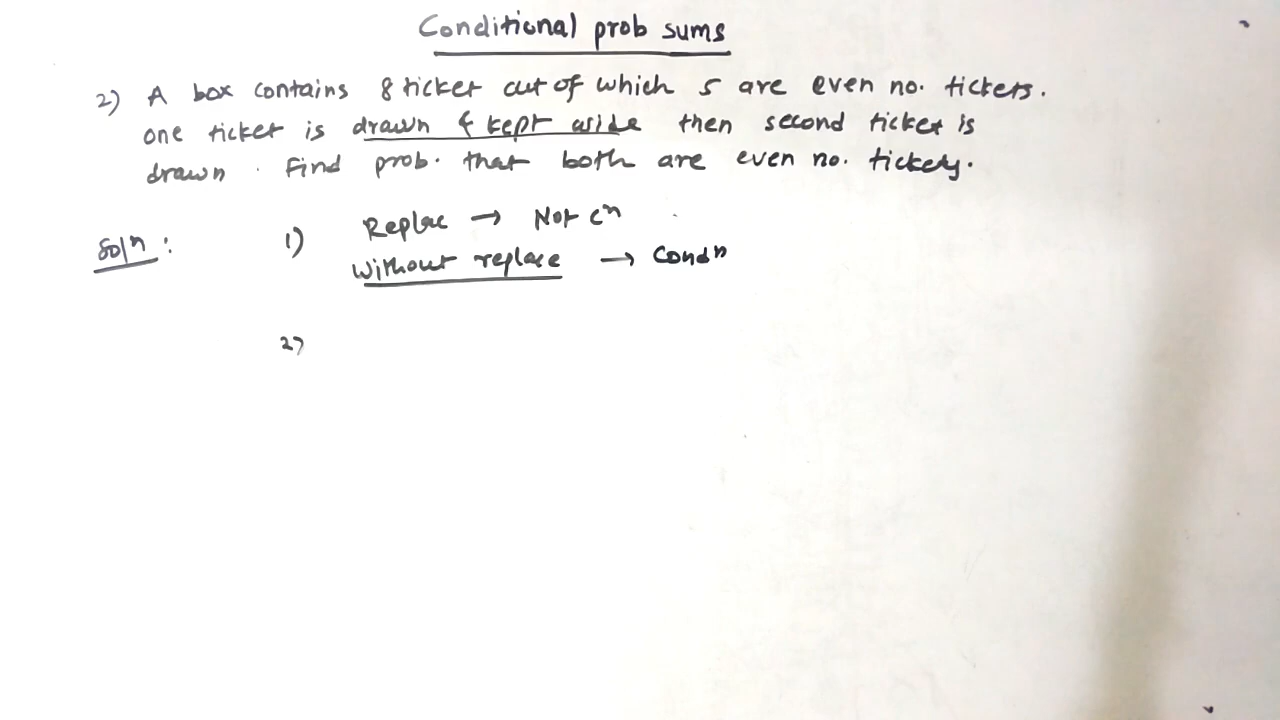 Conditional prob sums
2) A box contains 8 ticket out of which 5 are even no. tickets.
one ticket is drawn & kept aside then second ticket is
drawn. Find prob. that both are even no. tickets.
Solⁿ: 1) Replac → Not cⁿ
Without replace → Condⁿ
2)